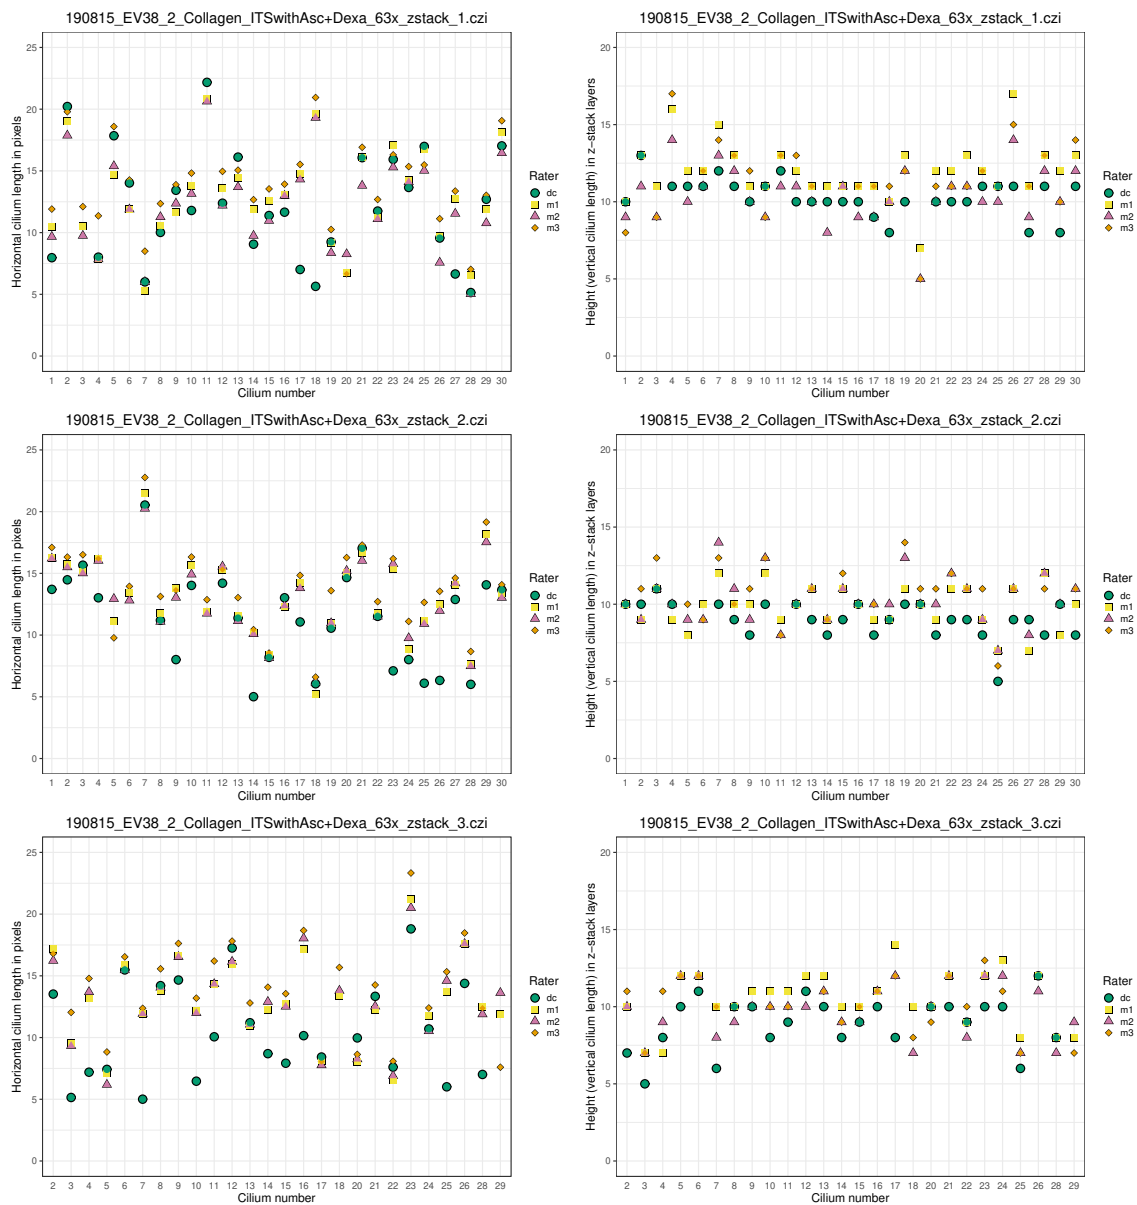 190815_EV38_2_Collagen_ITSwithAsc+Dexa_63x_zstack_1.czi
Horizontal cilium length in pixels
25
20
15
10
5
0
1 2 3 4 5 6 7 8 9 10 11 12 13 14 15 16 17 18 19 20 21 22 23 24 25 26 27 28 29 30
Cilium number
Rater
dc
m1
m2
m3
190815_EV38_2_Collagen_ITSwithAsc+Dexa_63x_zstack_1.czi
Height (vertical cilium length) in z−stack layers
20
15
10
5
0
1 2 3 4 5 6 7 8 9 10 11 12 13 14 15 16 17 18 19 20 21 22 23 24 25 26 27 28 29 30
Cilium number
Rater
dc
m1
m2
m3
190815_EV38_2_Collagen_ITSwithAsc+Dexa_63x_zstack_2.czi
Horizontal cilium length in pixels
25
20
15
10
5
0
1 2 3 4 5 6 7 8 9 10 11 12 13 14 15 16 17 18 19 20 21 22 23 24 25 26 27 28 29 30
Cilium number
Rater
dc
m1
m2
m3
190815_EV38_2_Collagen_ITSwithAsc+Dexa_63x_zstack_2.czi
Height (vertical cilium length) in z−stack layers
20
15
10
5
0
1 2 3 4 5 6 7 8 9 10 11 12 13 14 15 16 17 18 19 20 21 22 23 24 25 26 27 28 29 30
Cilium number
Rater
dc
m1
m2
m3
190815_EV38_2_Collagen_ITSwithAsc+Dexa_63x_zstack_3.czi
Horizontal cilium length in pixels
25
20
15
10
5
0
2 3 4 5 6 7 8 9 10 11 12 13 14 15 16 17 18 19 20 21 22 23 24 25 26 28 29
Cilium number
Rater
dc
m1
m2
m3
190815_EV38_2_Collagen_ITSwithAsc+Dexa_63x_zstack_3.czi
Height (vertical cilium length) in z−stack layers
20
15
10
5
0
2 3 4 5 6 7 8 9 10 11 12 13 14 15 16 17 18 19 20 21 22 23 24 25 26 28 29
Cilium number
Rater
dc
m1
m2
m3